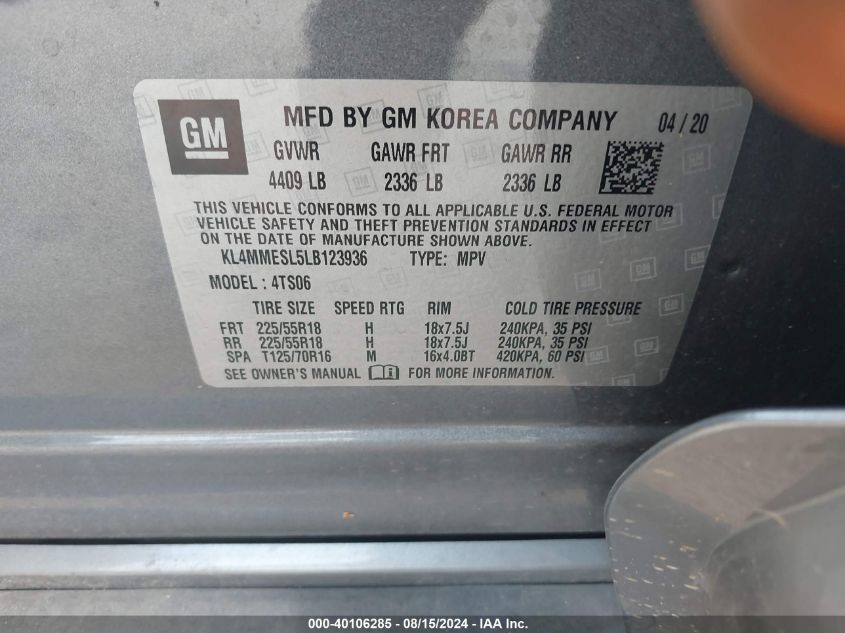 GM
MFD BY GM KOREA COMPANY 04 / 20
GVWR GAWR FRT GAWR RR
4409 LB 2336 LB 2336 LB
THIS VEHICLE CONFORMS TO ALL APPLICABLE U.S. FEDERAL MOTOR
VEHICLE SAFETY AND THEFT PREVENTION STANDARDS IN EFFECT
ON THE DATE OF MANUFACTURE SHOWN ABOVE.
KL4MMESL5LB123936 TYPE: MPV
MODEL : 4TS06
TIRE SIZE SPEED RTG RIM COLD TIRE PRESSURE
FRT 225/55R18 H 18x7.5J 240KPA, 35 PSI
RR 225/55R18 H 18x7.5J 240KPA, 35 PSI
SPA T125/70R16 M 16x4.0BT 420KPA, 60 PSI
SEE OWNER'S MANUAL FOR MORE INFORMATION.
000-40106285 - 08/15/2024 - IAA Inc.